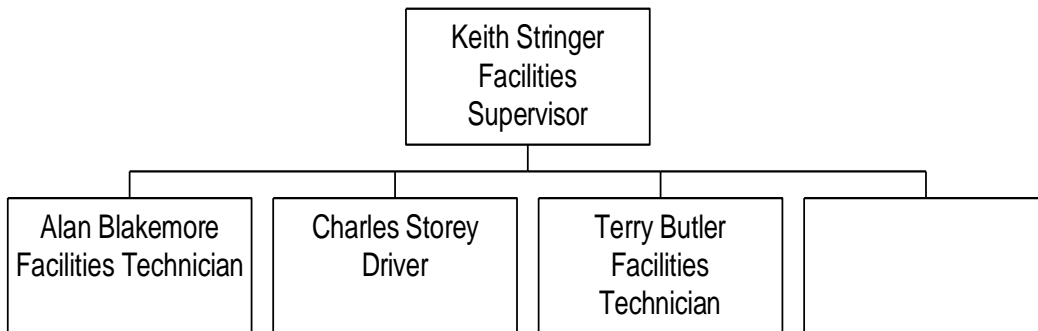 Keith Stringer
Facilities
Supervisor
Alan Blakemore
Facilities Technician
Charles Storey
Driver
Terry Butler
Facilities
Technician